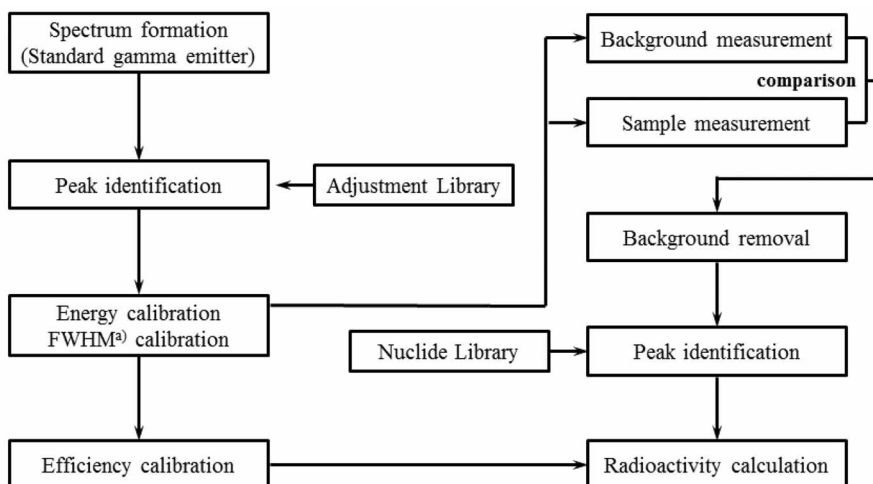 Spectrum formation
(Standard gamma emitter)
Peak identification
Adjustment Library
Energy calibration
FWHMa) calibration
Efficiency calibration
Background measurement
comparison
Sample measurement
Background removal
Nuclide Library
Peak identification
Radioactivity calculation